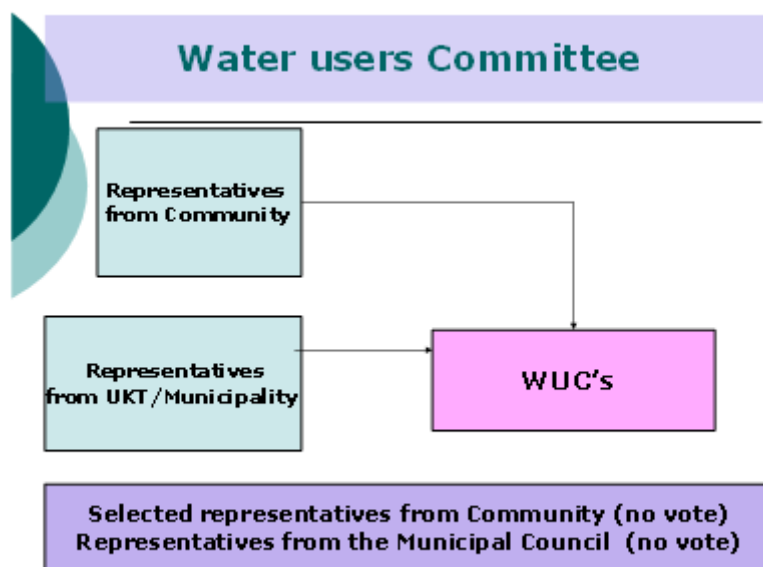 Water users Committee
Representatives
from Community
Representatives
from UKT/Municipality
WUC's
Selected representatives from Community (no vote)
Representatives from the Municipal Council (no vote)